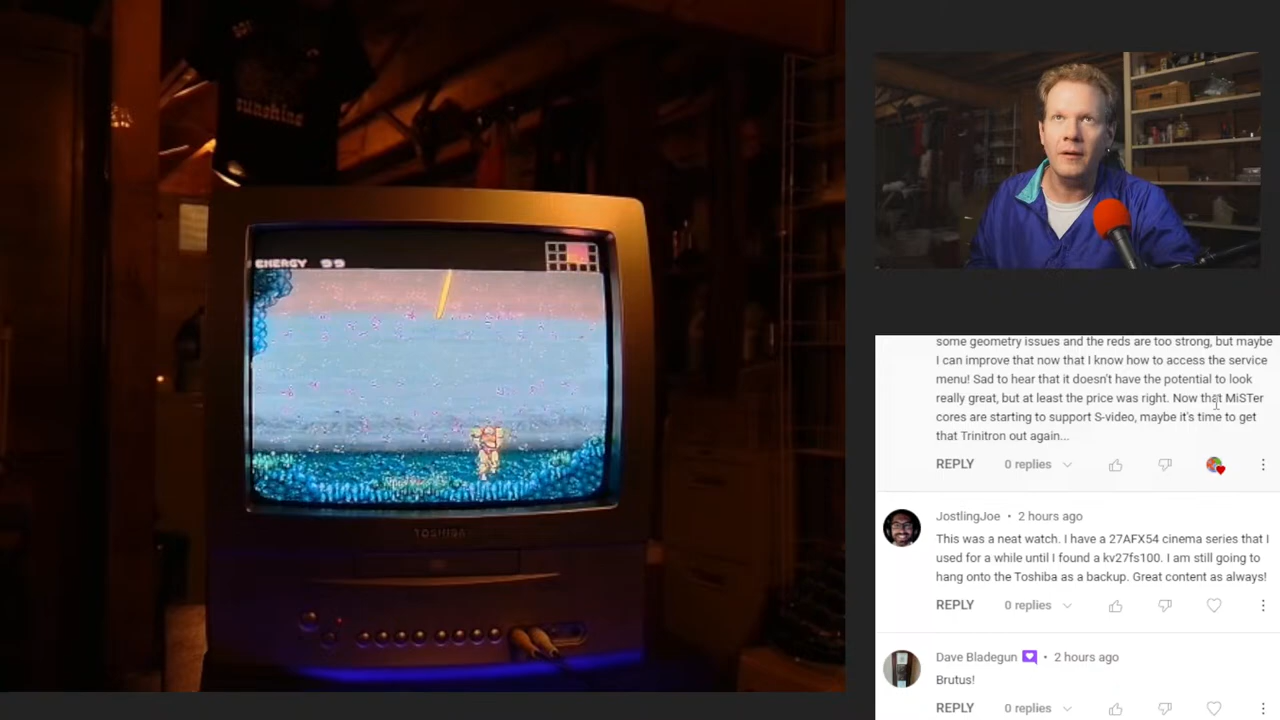 sunshine
ENERGY 99
TOSHIBA
some geometry issues and the reds are too strong, but maybe
I can improve that now that I know how to access the service
menu! Sad to hear that it doesn't have the potential to look
really great, but at least the price was right. Now that MiSTer
cores are starting to support S-video, maybe it's time to get
that Trinitron out again...
REPLY 0 replies
JostlingJoe • 2 hours ago
This was a neat watch. I have a 27AFX54 cinema series that I
used for a while until I found a kv27fs100. I am still going to
hang onto the Toshiba as a backup. Great content as always!
REPLY 0 replies
Dave Bladegun • 2 hours ago
Brutus!
REPLY 0 replies